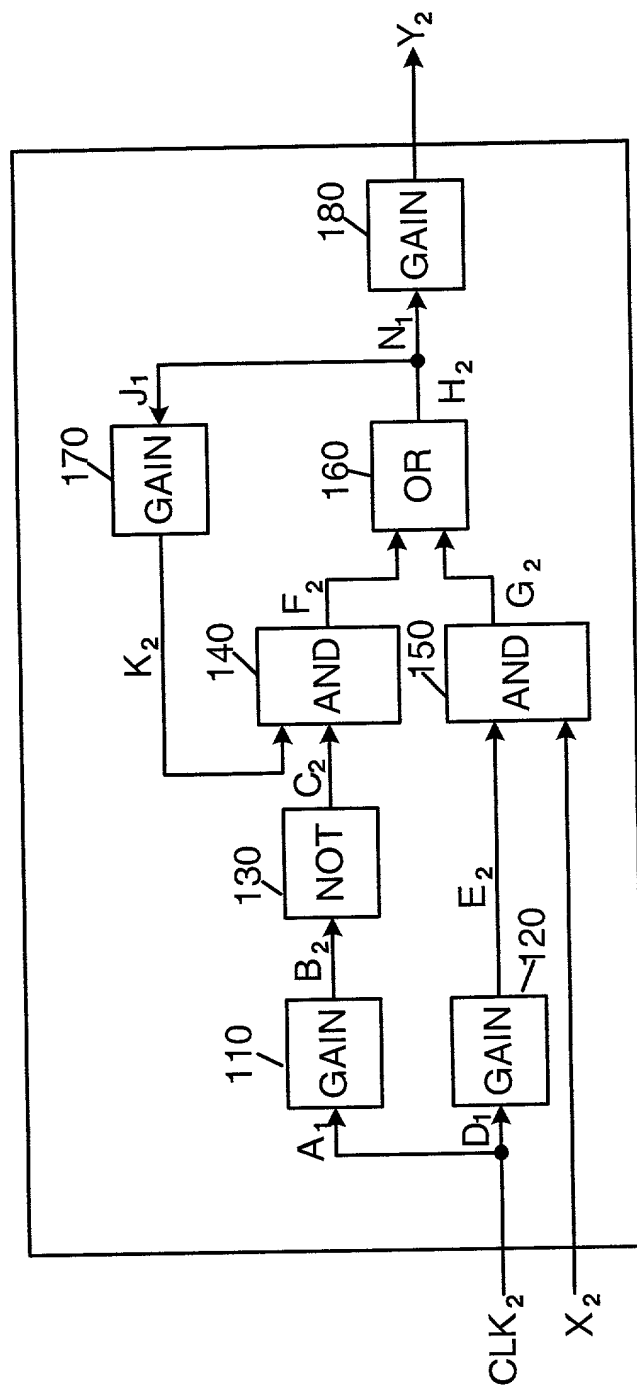 CLK₂
X₂
A₁
D₁
110
GAIN
B₂
130
NOT
C₂
120
GAIN
E₂
K₂
140
AND
F₂
150
AND
G₂
170
GAIN
J₁
160
OR
H₂
N₁
180
GAIN
Y₂